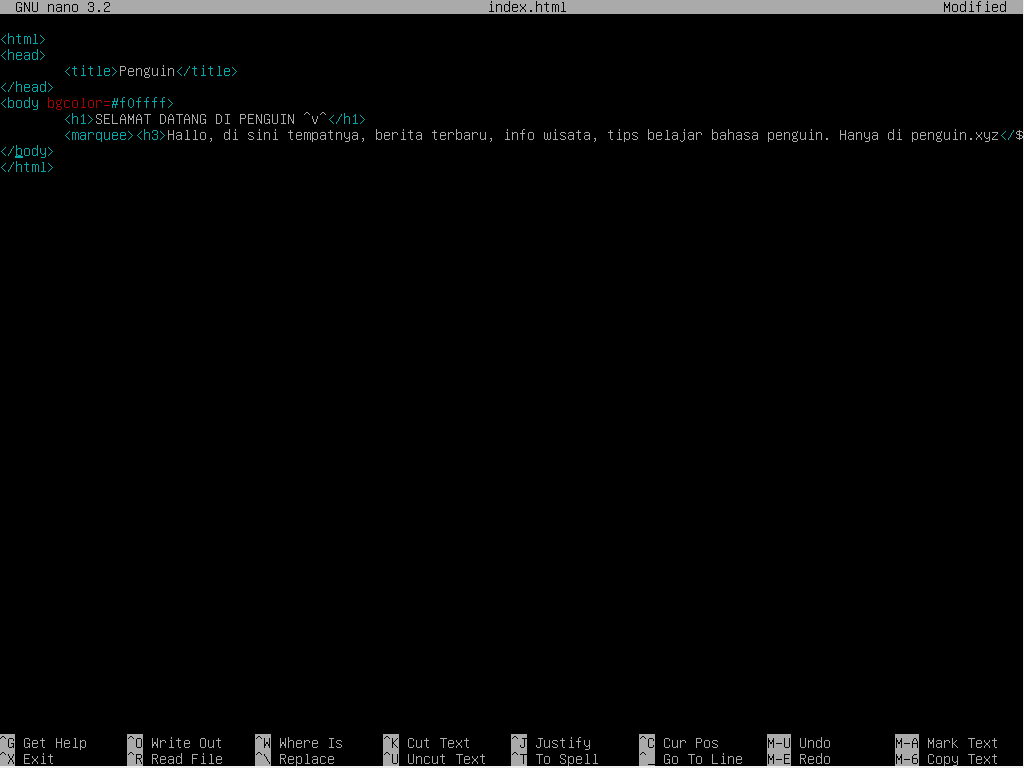 GNU nano 3.2 index.html Modified
<html>
<head>
<title>Penguin</title>
</head>
<body bgcolor=#f0ffff>
<h1>SELAMAT DATANG DI PENGUIN ^v^</h1>
<marquee><h3>Hallo, di sini tempatnya, berita terbaru, info wisata, tips belajar bahasa penguin. Hanya di penguin.xyz</$
</body>
</html>
^G Get Help ^O Write Out ^W Where Is ^K Cut Text ^J Justify ^C Cur Pos M-U Undo M-A Mark Text
^X Exit ^R Read File ^\ Replace ^U Uncut Text ^T To Spell ^_ Go To Line M-E Redo M-6 Copy Text